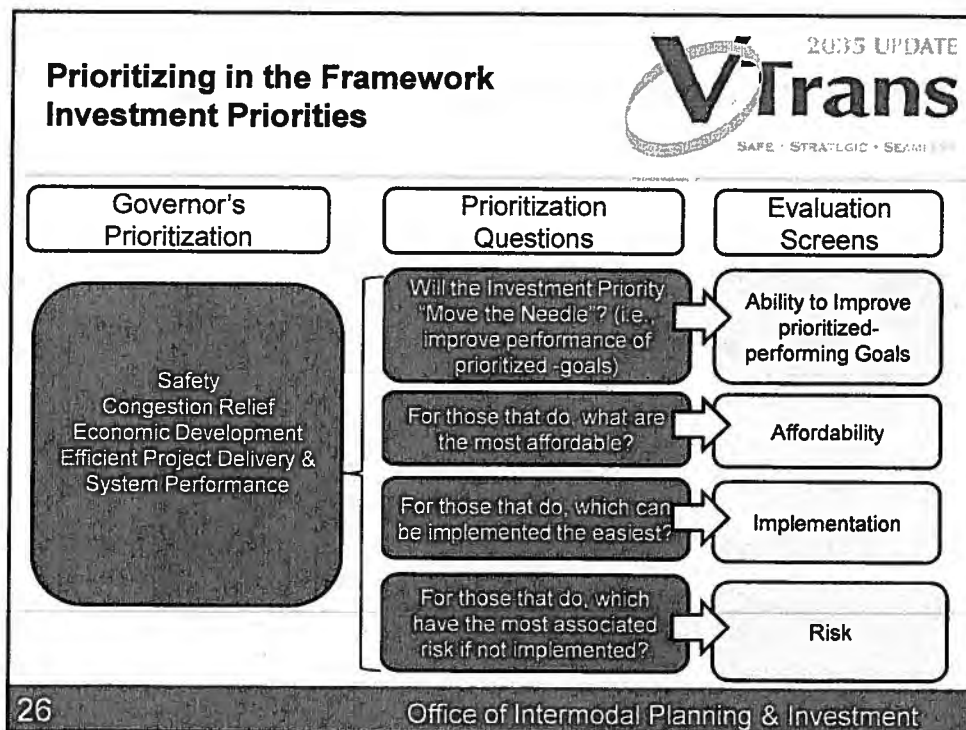 Prioritizing in the Framework
Investment Priorities
2035 UPDATE
VTrans
SAFE • STRATEGIC • SEAMLESS
Governor's
Prioritization
Prioritization
Questions
Evaluation
Screens
Safety
Congestion Relief
Economic Development
Efficient Project Delivery &
System Performance
Will the Investment Priority
"Move the Needle"? (i.e.,
improve performance of
prioritized -goals)
Ability to Improve
prioritized-
performing Goals
For those that do, what are
the most affordable?
Affordability
For those that do, which can
be implemented the easiest?
Implementation
For those that do, which
have the most associated
risk if not implemented?
Risk
26
Office of Intermodal Planning & Investment